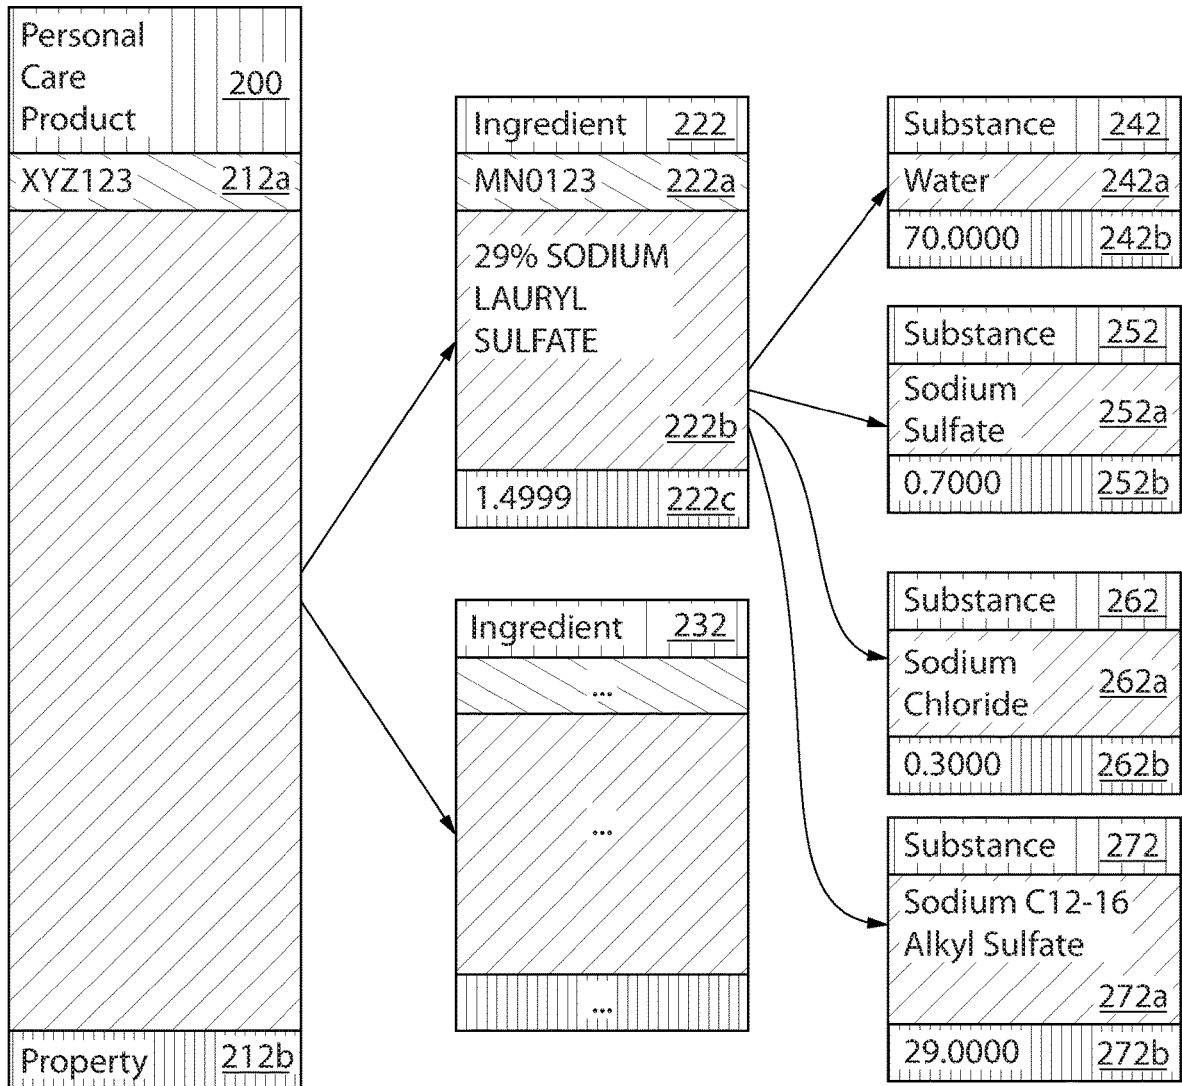 Personal
Care 200
Product
XYZ123 212a
Property 212b
Ingredient 222
MN0123 222a
29% SODIUM
LAURYL
SULFATE
222b
1.4999 222c
Ingredient 232
...
...
...
Substance 242
Water 242a
70.0000 242b
Substance 252
Sodium
Sulfate 252a
0.7000 252b
Substance 262
Sodium
Chloride 262a
0.3000 262b
Substance 272
Sodium C12-16
Alkyl Sulfate
272a
29.0000 272b